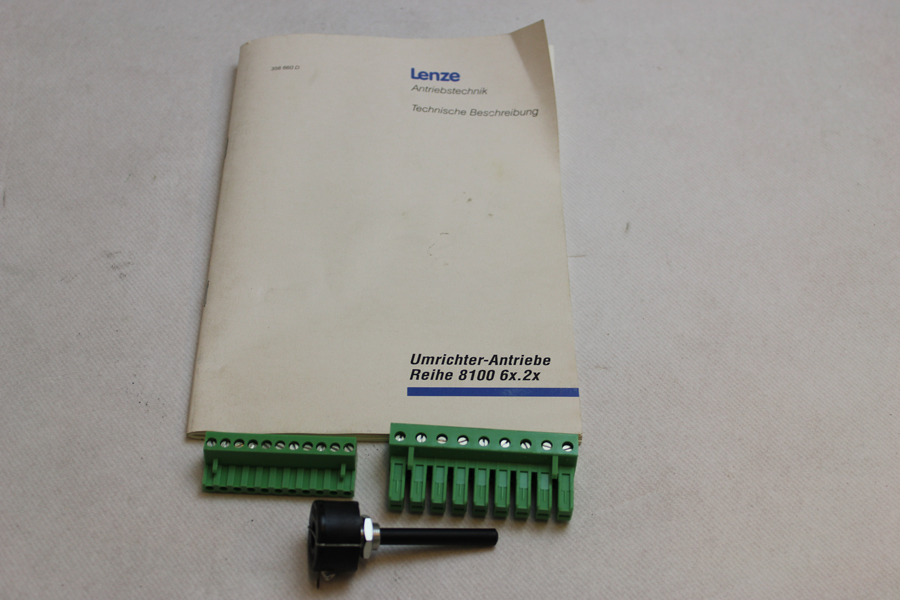 Lenze
Antriebstechnik
Technische Beschreibung
Umrichter-Antriebe
Reihe 8100 6x.2x